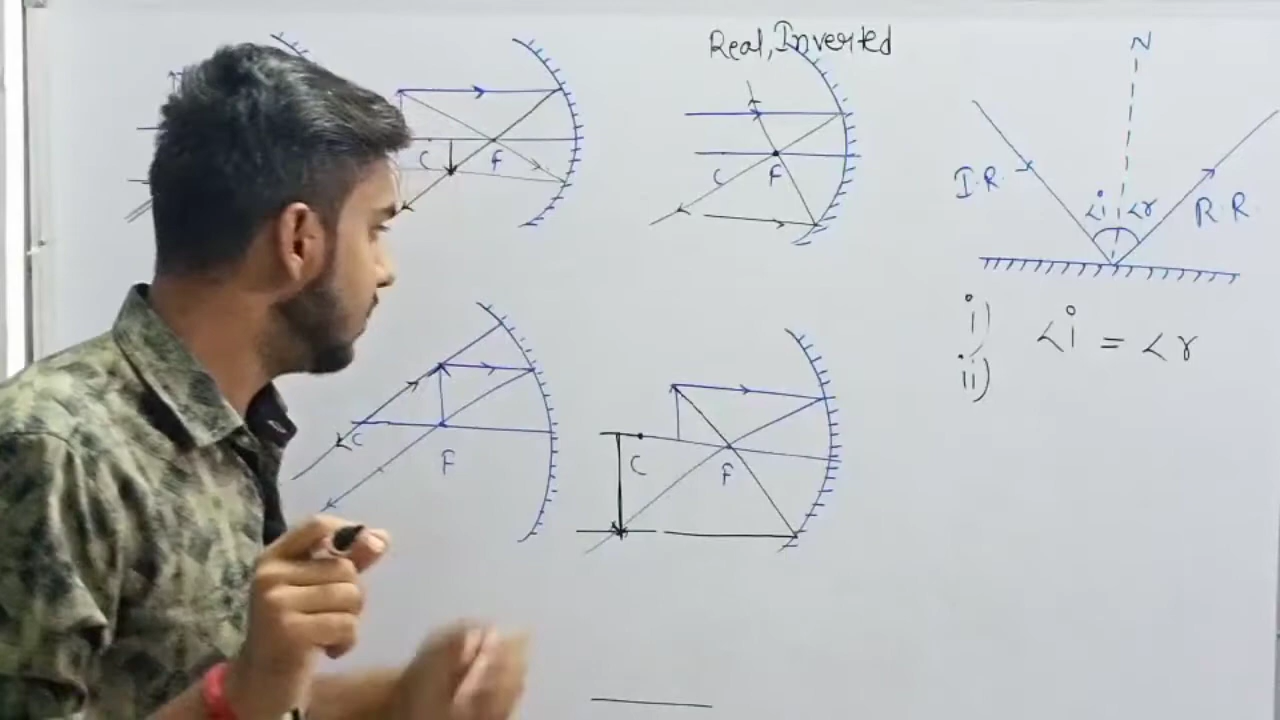 Real, Inverted
C F
C F
N
I.R.
∠i ∠r
R.R.
i) ∠i = ∠r
ii)
C F
C F